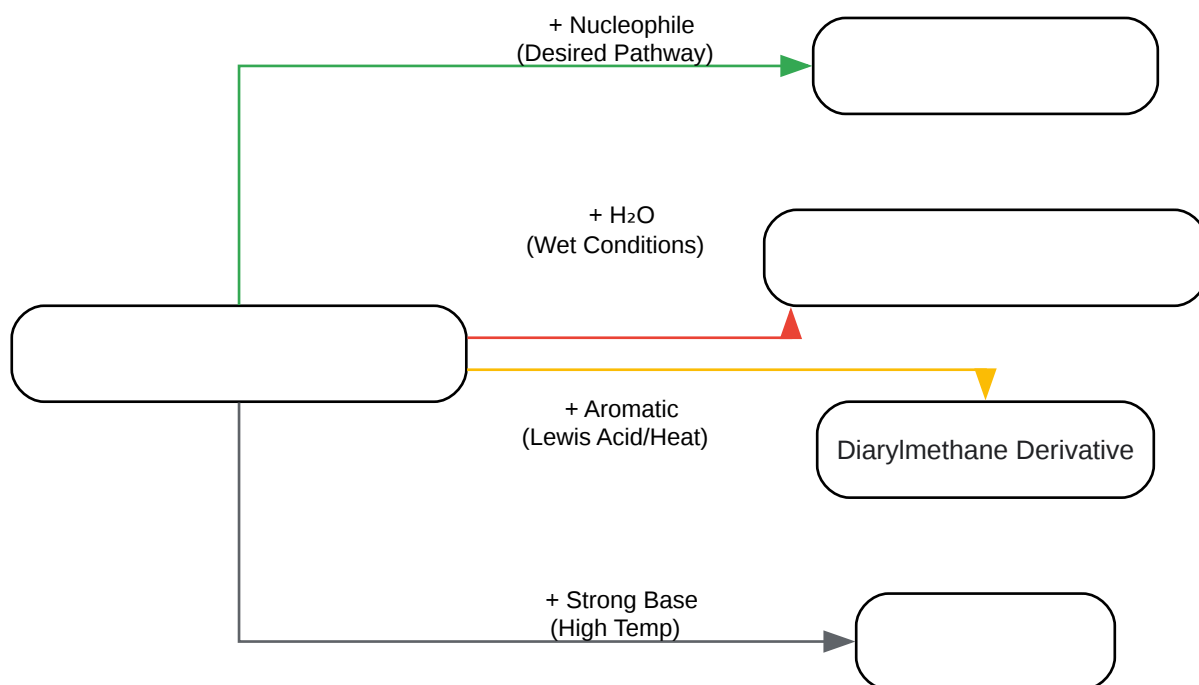 + Nucleophile
(Desired Pathway)
+ H₂O
(Wet Conditions)
+ Aromatic
(Lewis Acid/Heat)
Diarylmethane Derivative
+ Strong Base
(High Temp)